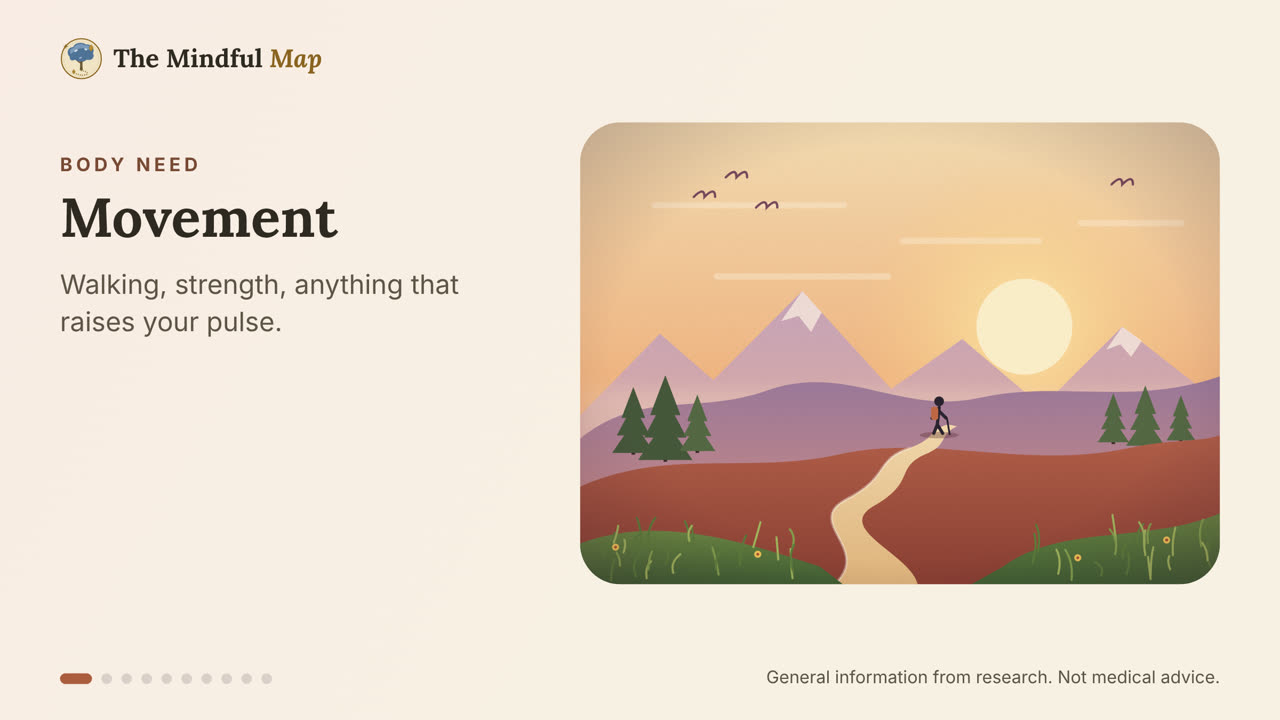 The Mindful Map
BODY NEED
Movement
Walking, strength, anything that
raises your pulse.
General information from research. Not medical advice.